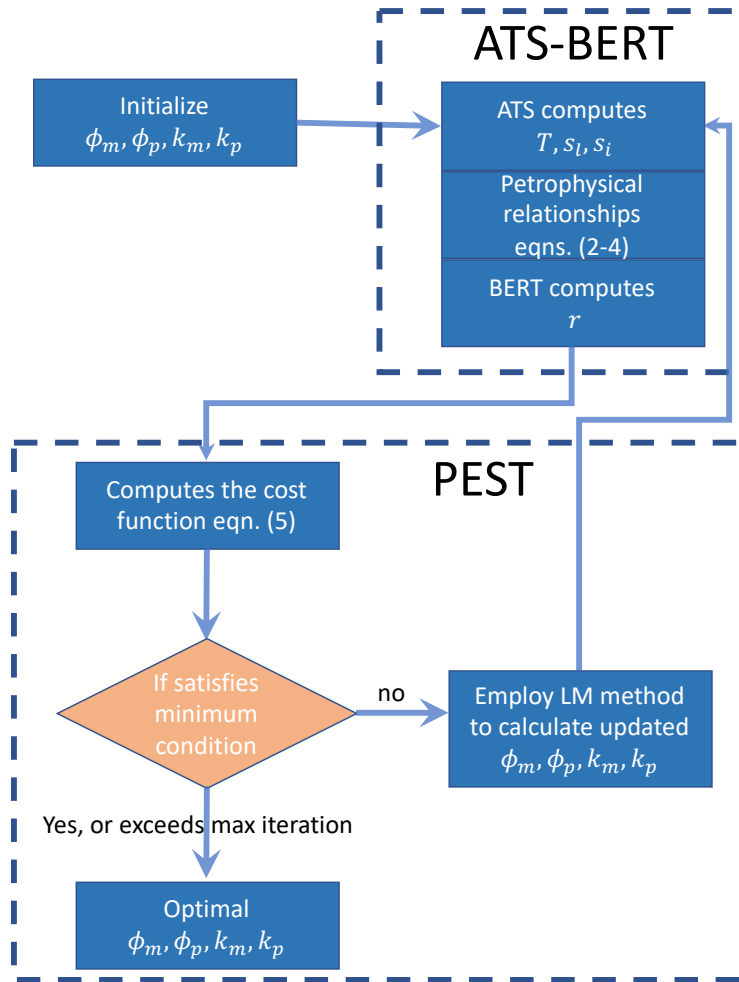 ATS-BERT
Initialize
ϕ_m, ϕ_p, k_m, k_p
ATS computes
T, s_l, s_i
Petrophysical
relationships
eqns. (2-4)
BERT computes
r
PEST
Computes the cost
function eqn. (5)
If satisfies
minimum
condition
no
Employ LM method
to calculate updated
ϕ_m, ϕ_p, k_m, k_p
Yes, or exceeds max iteration
Optimal
ϕ_m, ϕ_p, k_m, k_p